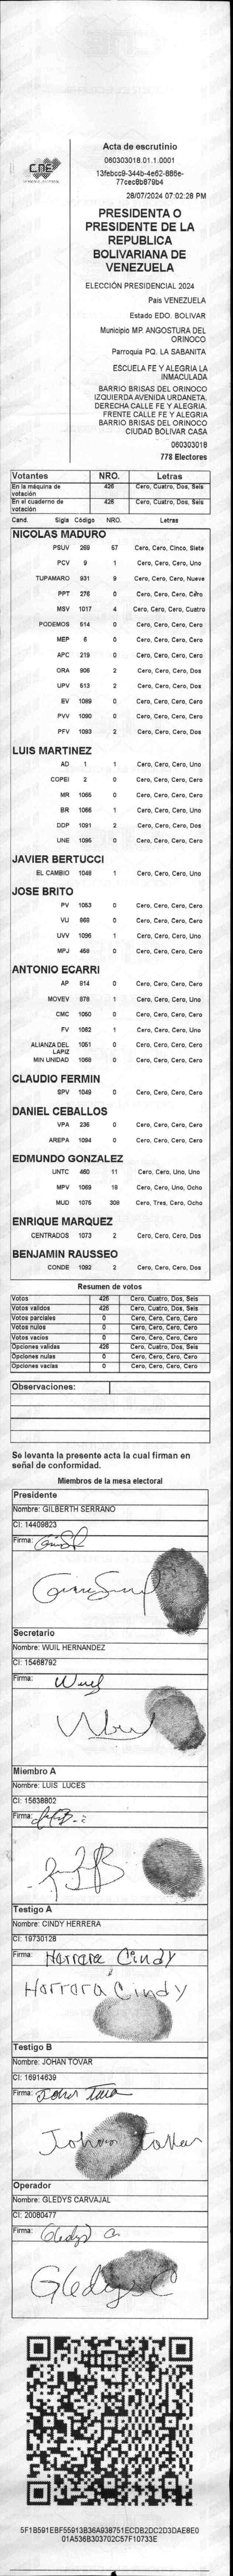 CNE
Acta de escrutinio
060303018.01.1.0001
13febcc9-344b-4e62-886e-
77cec8b879b4
28/07/2024 07:02:28 PM
PRESIDENTA O
PRESIDENTE DE LA
REPUBLICA
BOLIVARIANA DE
VENEZUELA
ELECCIÓN PRESIDENCIAL 2024
Pais VENEZUELA
Estado EDO. BOLIVAR
Municipio MP. ANGOSTURA DEL
ORINOCO
Parroquia PQ. LA SABANITA
ESCUELA FE Y ALEGRIA LA
INMACULADA
BARRIO BRISAS DEL ORINOCO
IZQUIERDA AVENIDA URDANETA.
DERECHA CALLE FE Y ALEGRIA.
FRENTE CALLE FE Y ALEGRIA
BARRIO BRISAS DEL ORINOCO
CIUDAD BOLIVAR CASA
060303018
778 Electores
Votantes NRO. Letras
En la máquina de votación 426 Cero, Cuatro, Dos, Seis
En el cuaderno de votación 426 Cero, Cuatro, Dos, Seis
Cand. Sigla Código NRO. Letras
NICOLAS MADURO
PSUV 269 57 Cero, Cero, Cinco, Siete
PCV 9 1 Cero, Cero, Cero, Uno
TUPAMARO 931 9 Cero, Cero, Cero, Nueve
PPT 276 0 Cero, Cero, Cero, Cero
MSV 1017 4 Cero, Cero, Cero, Cuatro
PODEMOS 514 0 Cero, Cero, Cero, Cero
MEP 6 0 Cero, Cero, Cero, Cero
APC 219 0 Cero, Cero, Cero, Cero
ORA 906 2 Cero, Cero, Cero, Dos
UPV 513 2 Cero, Cero, Cero, Dos
EV 1089 0 Cero, Cero, Cero, Cero
PVV 1090 0 Cero, Cero, Cero, Cero
PFV 1093 2 Cero, Cero, Cero, Dos
LUIS MARTINEZ
AD 1 1 Cero, Cero, Cero, Uno
COPEI 2 0 Cero, Cero, Cero, Cero
MR 1065 0 Cero, Cero, Cero, Cero
BR 1066 1 Cero, Cero, Cero, Uno
DDP 1091 2 Cero, Cero, Cero, Dos
UNE 1095 0 Cero, Cero, Cero, Cero
JAVIER BERTUCCI
EL CAMBIO 1048 1 Cero, Cero, Cero, Uno
JOSE BRITO
PV 1053 0 Cero, Cero, Cero, Cero
VU 868 0 Cero, Cero, Cero, Cero
UVV 1096 1 Cero, Cero, Cero, Uno
MPJ 458 0 Cero, Cero, Cero, Cero
ANTONIO ECARRI
AP 814 0 Cero, Cero, Cero, Cero
MOVEV 878 1 Cero, Cero, Cero, Uno
CMC 1050 0 Cero, Cero, Cero, Cero
FV 1062 1 Cero, Cero, Cero, Uno
ALIANZA DEL LAPIZ 1051 0 Cero, Cero, Cero, Cero
MIN UNIDAD 1068 0 Cero, Cero, Cero, Cero
CLAUDIO FERMIN
SPV 1049 0 Cero, Cero, Cero, Cero
DANIEL CEBALLOS
VPA 236 0 Cero, Cero, Cero, Cero
AREPA 1094 0 Cero, Cero, Cero, Cero
EDMUNDO GONZALEZ
UNTC 460 11 Cero, Cero, Uno, Uno
MPV 1069 18 Cero, Cero, Uno, Ocho
MUD 1076 308 Cero, Tres, Cero, Ocho
ENRIQUE MARQUEZ
CENTRADOS 1073 2 Cero, Cero, Cero, Dos
BENJAMIN RAUSSEO
CONDE 1092 2 Cero, Cero, Cero, Dos
Resumen de votos
Votos 426 Cero, Cuatro, Dos, Seis
Votos validos 426 Cero, Cuatro, Dos, Seis
Votos parciales 0 Cero, Cero, Cero, Cero
Votos nulos 0 Cero, Cero, Cero, Cero
Votos vacios 0 Cero, Cero, Cero, Cero
Opciones validas 426 Cero, Cuatro, Dos, Seis
Opciones nulas 0 Cero, Cero, Cero, Cero
Opciones vacias 0 Cero, Cero, Cero, Cero
Observaciones:
Se levanta la presente acta la cual firman en
señal de conformidad.
Miembros de la mesa electoral
Presidente
Nombre: GILBERTH SERRANO
CI: 14409823
Firma:
Secretario
Nombre: WUIL HERNANDEZ
CI: 15468792
Firma: Wuil
Miembro A
Nombre: LUIS LUCES
CI: 15638802
Firma:
Testigo A
Nombre: CINDY HERRERA
CI: 19730128
Firma: Herrera Cindy
Herrera Cindy
Testigo B
Nombre: JOHAN TOVAR
CI: 16914639
Firma: Johan Tovar
Johan Tovar
Operador
Nombre: GLEDYS CARVAJAL
CI: 20080477
Firma: Gledys C
Gledys C
5F1B591EBF55913B36A938751ECDB2DC2D3DAE8E0
01A536B303702C57F10733E